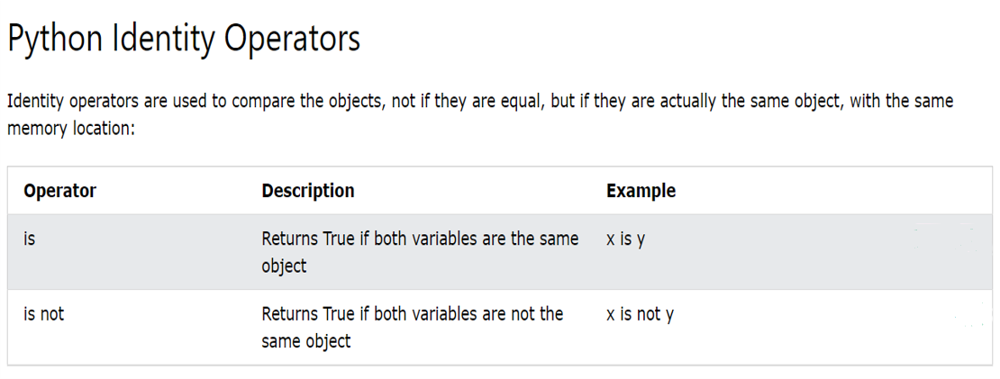 Python Identity Operators
Identity operators are used to compare the objects, not if they are equal, but if they are actually the same object, with the same
memory location:
Operator Description Example
is Returns True if both variables are the same x is y
object
is not Returns True if both variables are not the x is not y
same object